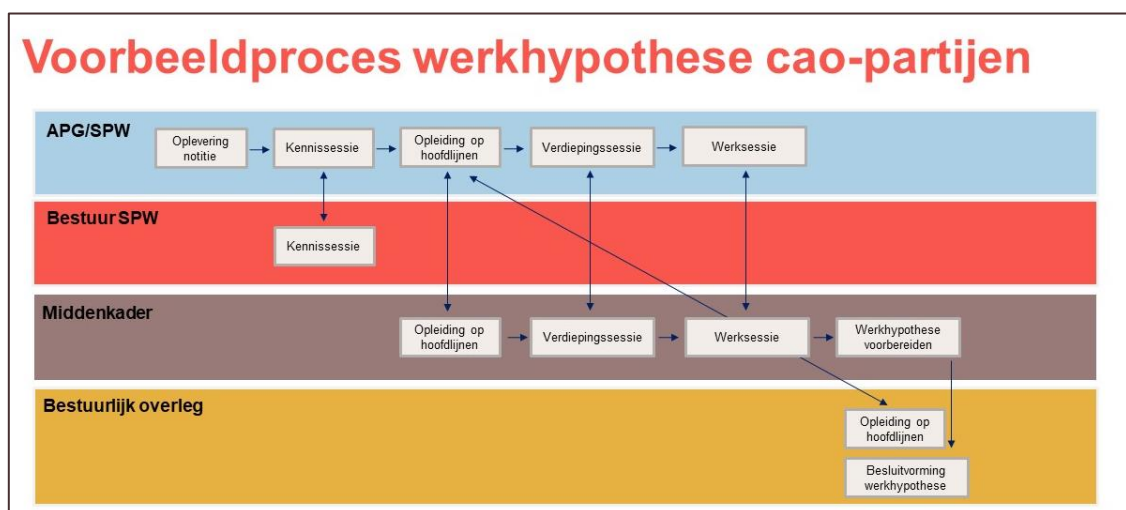 Voorbeeldproces werkhypothese cao-partijen
APG/SPW
Oplevering
notitie
Kennissessie
Opleiding op
hoofdlijnen
Verdiepingssessie
Werksessie
Bestuur SPW
Kennissessie
Middenkader
Opleiding op
hoofdlijnen
Verdiepingssessie
Werksessie
Werkhypothese
voorbereiden
Bestuurlijk overleg
Opleiding op
hoofdlijnen
Besluitvorming
werkhypothese